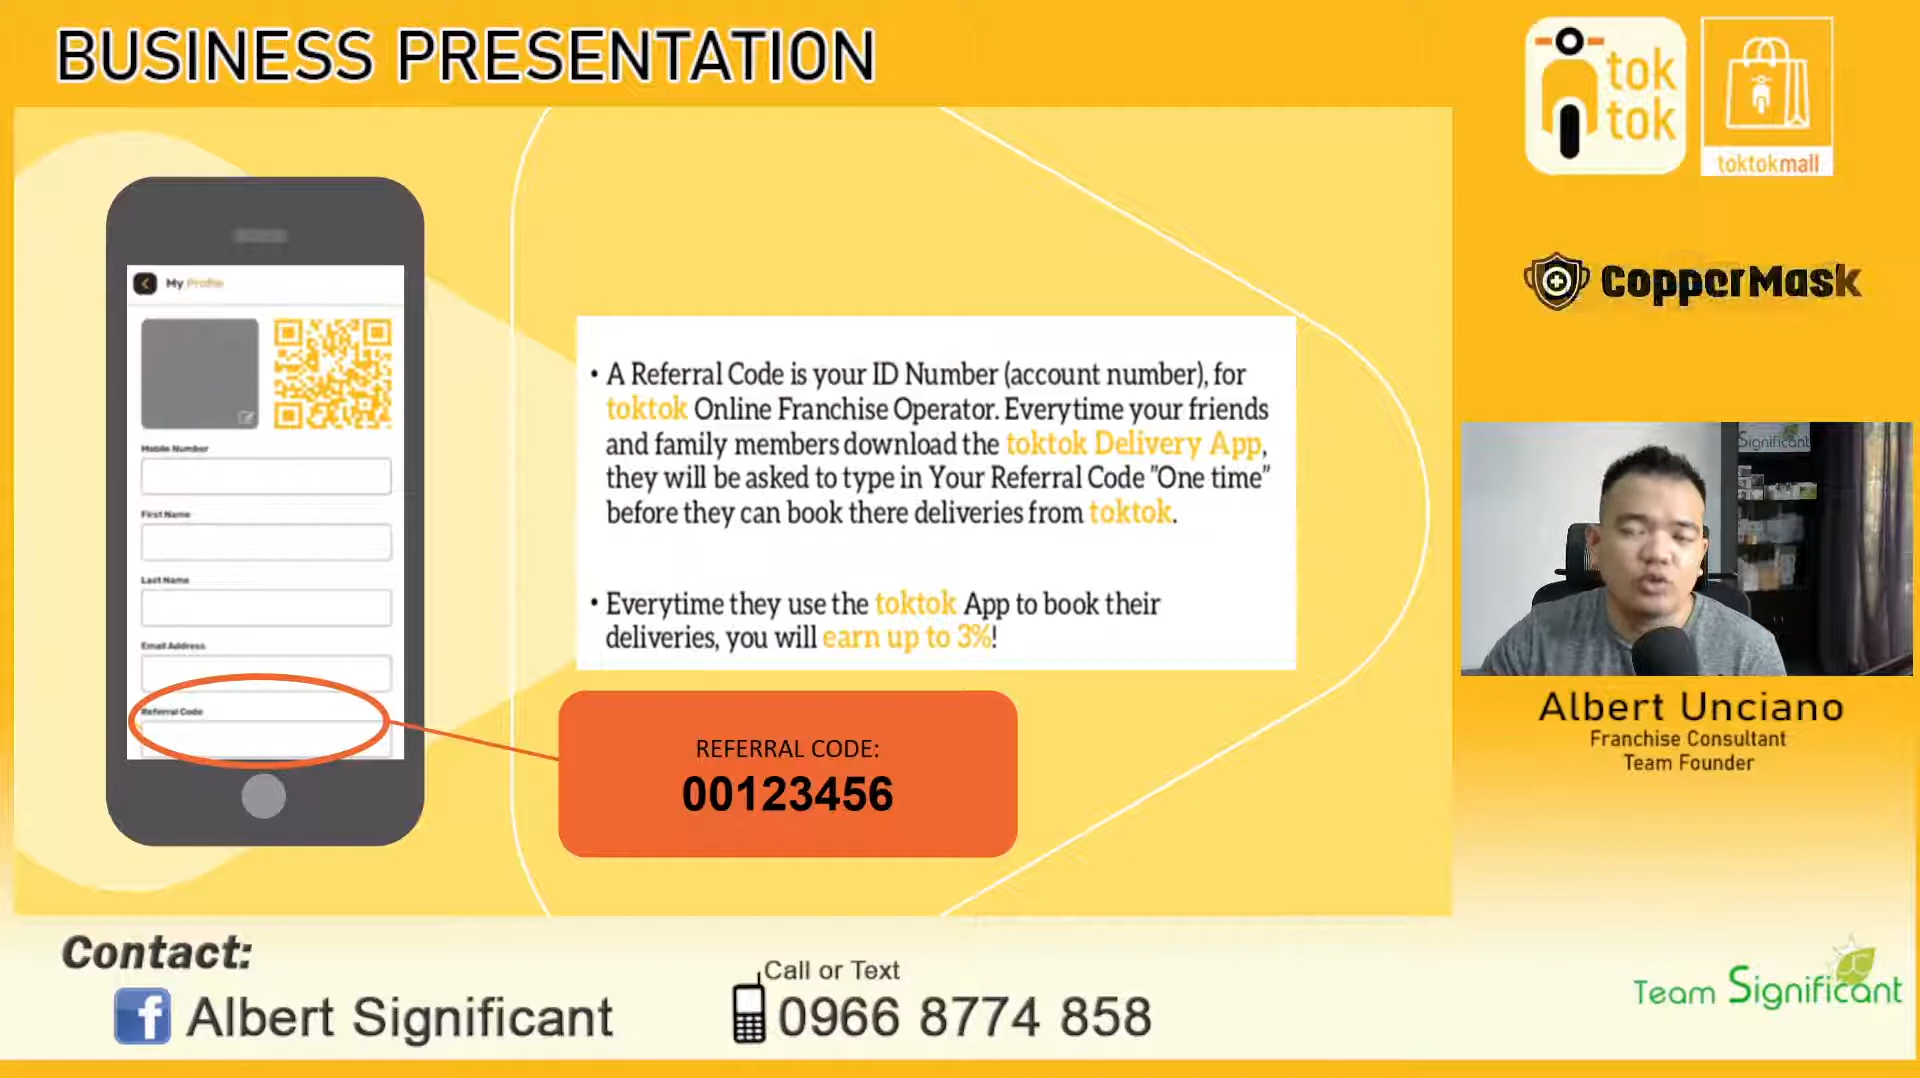 BUSINESS PRESENTATION
tok
tok
toktokmall
CopperMask
My Profile
Mobile Number
First Name
Last Name
Email Address
Referral Code
• A Referral Code is your ID Number (account number), for
toktok Online Franchise Operator. Everytime your friends
and family members download the toktok Delivery App,
they will be asked to type in Your Referral Code "One time"
before they can book there deliveries from toktok.
• Everytime they use the toktok App to book their
deliveries, you will earn up to 3%!
REFERRAL CODE:
00123456
Significant
Albert Unciano
Franchise Consultant
Team Founder
Contact:
Albert Significant
Call or Text
0966 8774 858
Team Significant